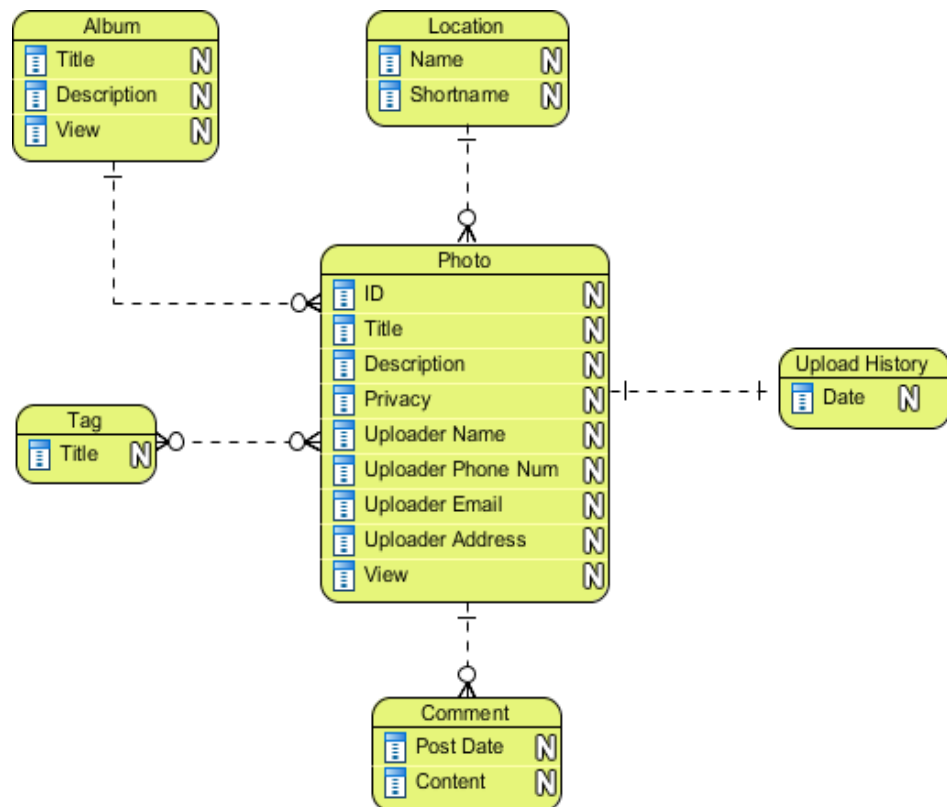 Album
Title N
Description N
View N
Location
Name N
Shortname N
Photo
ID N
Title N
Description N
Privacy N
Uploader Name N
Uploader Phone Num N
Uploader Email N
Uploader Address N
View N
Upload History
Date N
Tag
Title N
Comment
Post Date N
Content N